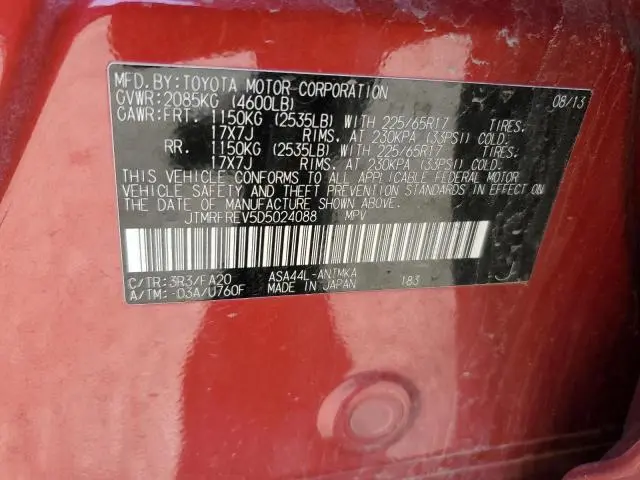 MFD. BY: TOYOTA MOTOR CORPORATION 08/13
GVWR: 2085KG (4600LB)
GAWR: FRT. 1150KG (2535LB) WITH 225/65R17 TIRES.
17X7J RIMS. AT 230KPA (33PSI) COLD.
RR. 1150KG (2535LB) WITH 225/65R17 TIRES.
17X7J RIMS. AT 230KPA (33PSI) COLD.
THIS VEHICLE CONFORMS TO ALL APPLICABLE FEDERAL MOTOR
VEHICLE SAFETY AND THEFT PREVENTION STANDARDS IN EFFECT ON
THE DATE OF MANUFACTURE SHOWN ABOVE.
JTMRFREV5D5024088 MPV
C/TR: 3R3/FA20 ASA44L-ANTMKA
A/TM: -03A/U760F MADE IN JAPAN 183